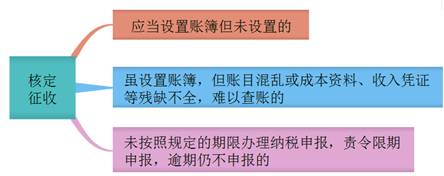 核定
征收
应当设置账簿但未设置的
虽设置账簿，但账目混乱或成本资料、收入凭证
等残缺不全，难以查账的
未按照规定的期限办理纳税申报，责令限期
申报，逾期仍不申报的